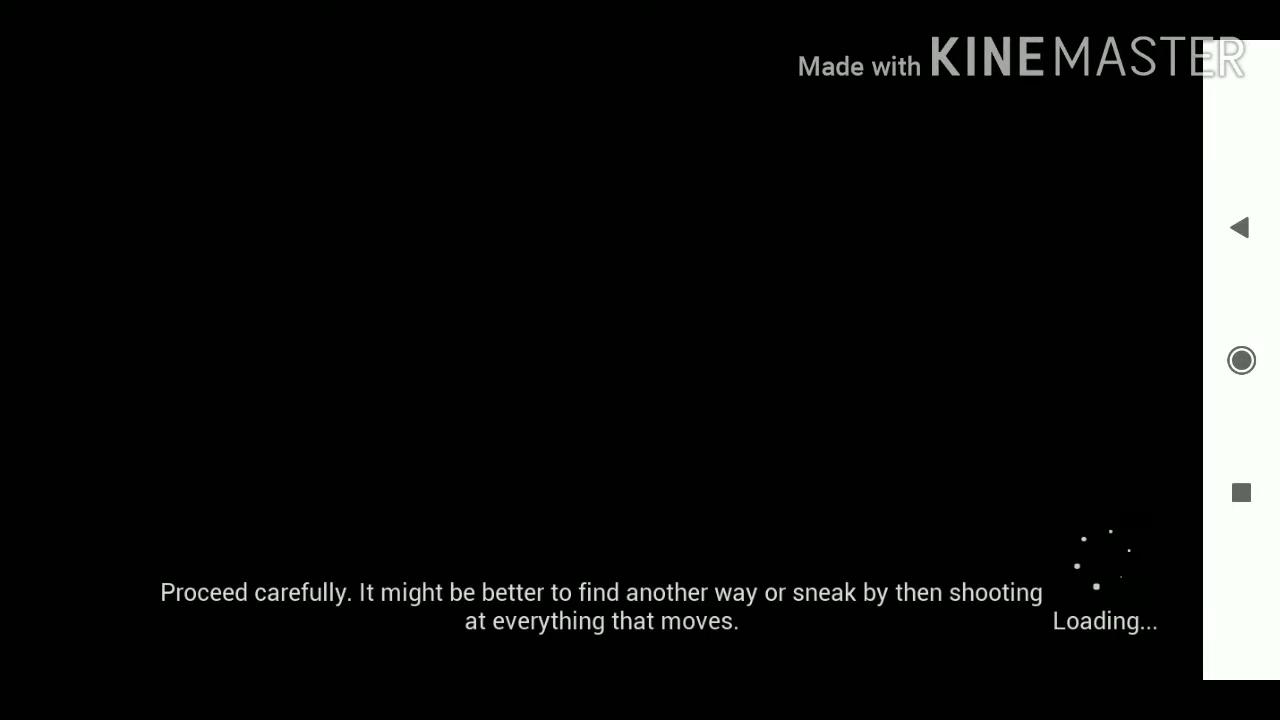 Made with KINEMASTER
Proceed carefully. It might be better to find another way or sneak by then shooting
at everything that moves.
Loading...